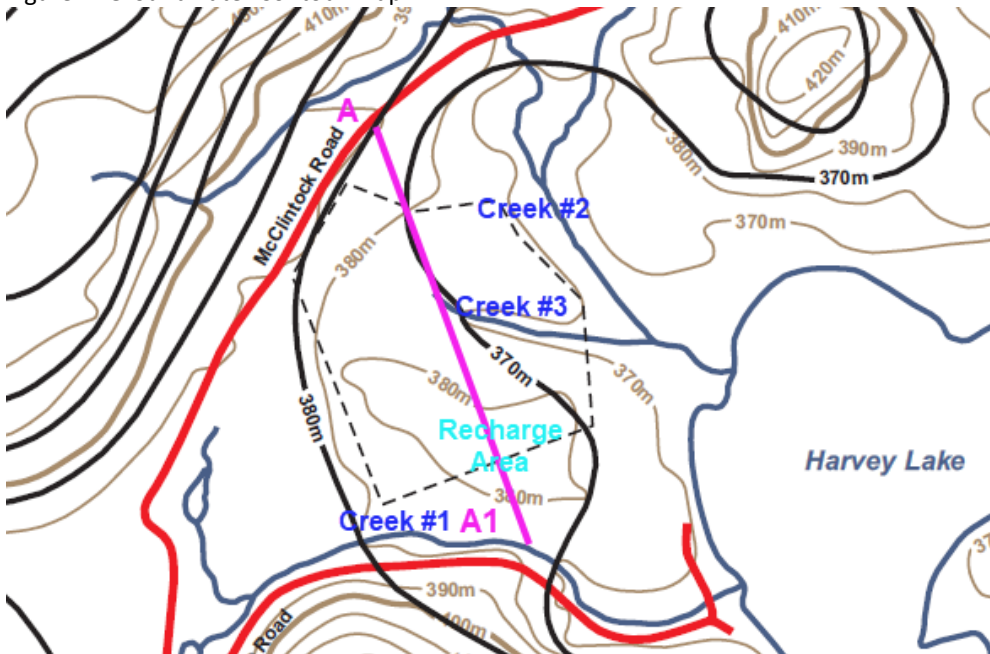 410m
410m
420m
A
390m
380m
370m
McClintock Road
Creek #2
370m
380m
Creek #3
370m
370m
380m
380m
Recharge
Area
Harvey Lake
380m
Creek #1
A1
390m
400m
Road